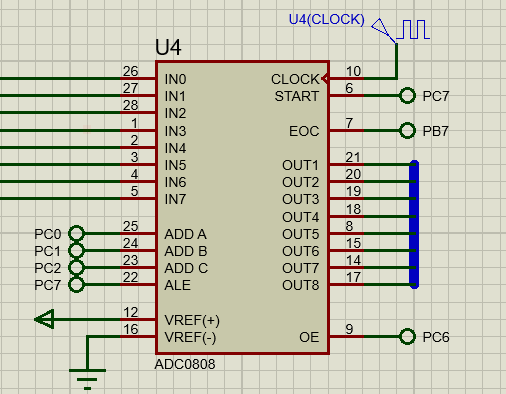 U4(CLOCK)
U4
26 IN0 CLOCK 10
27 IN1 START 6 PC7
28 IN2
1 IN3 EOC 7 PB7
2 IN4
3 IN5 OUT1 21
4 IN6 OUT2 20
5 IN7 OUT3 19
OUT4 18
PC0 25 ADD A OUT5 8
PC1 24 ADD B OUT6 15
PC2 23 ADD C OUT7 14
PC7 22 ALE OUT8 17
12 VREF(+)
16 VREF(-) OE 9 PC6
ADC0808